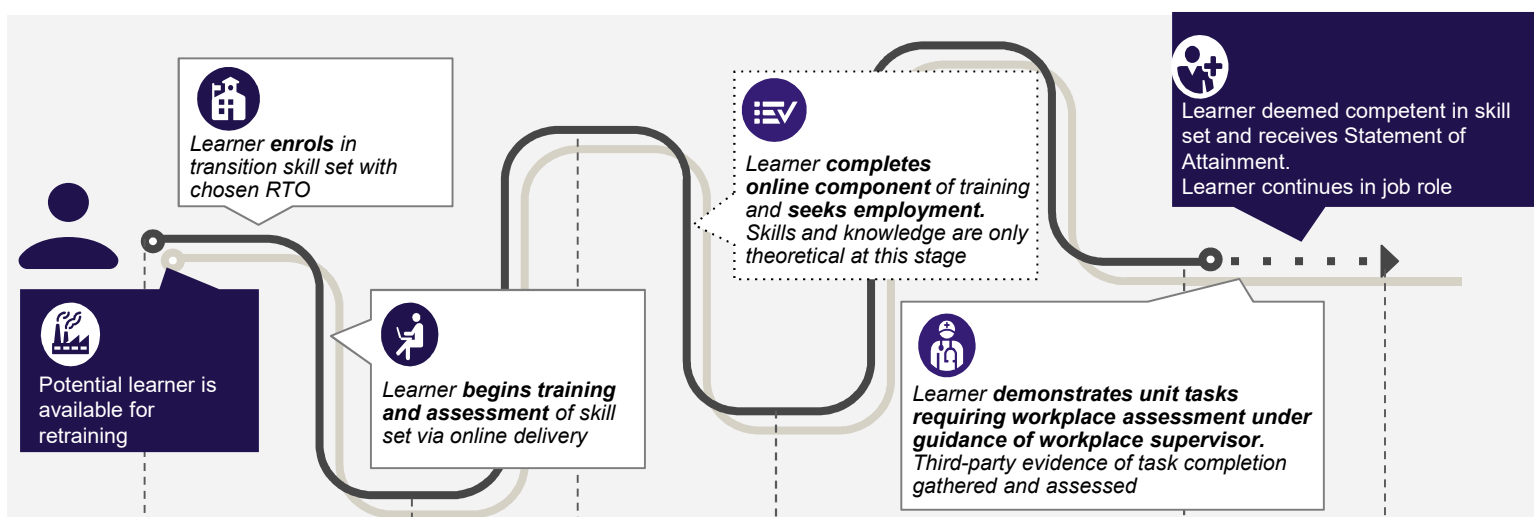 Potential learner is
available for
retraining
Learner enrols in
transition skill set with
chosen RTO
Learner begins training
and assessment of skill
set via online delivery
Learner completes
online component of training
and seeks employment.
Skills and knowledge are only
theoretical at this stage
Learner demonstrates unit tasks
requiring workplace assessment under
guidance of workplace supervisor.
Third-party evidence of task completion
gathered and assessed
Learner deemed competent in skill
set and receives Statement of
Attainment.
Learner continues in job role